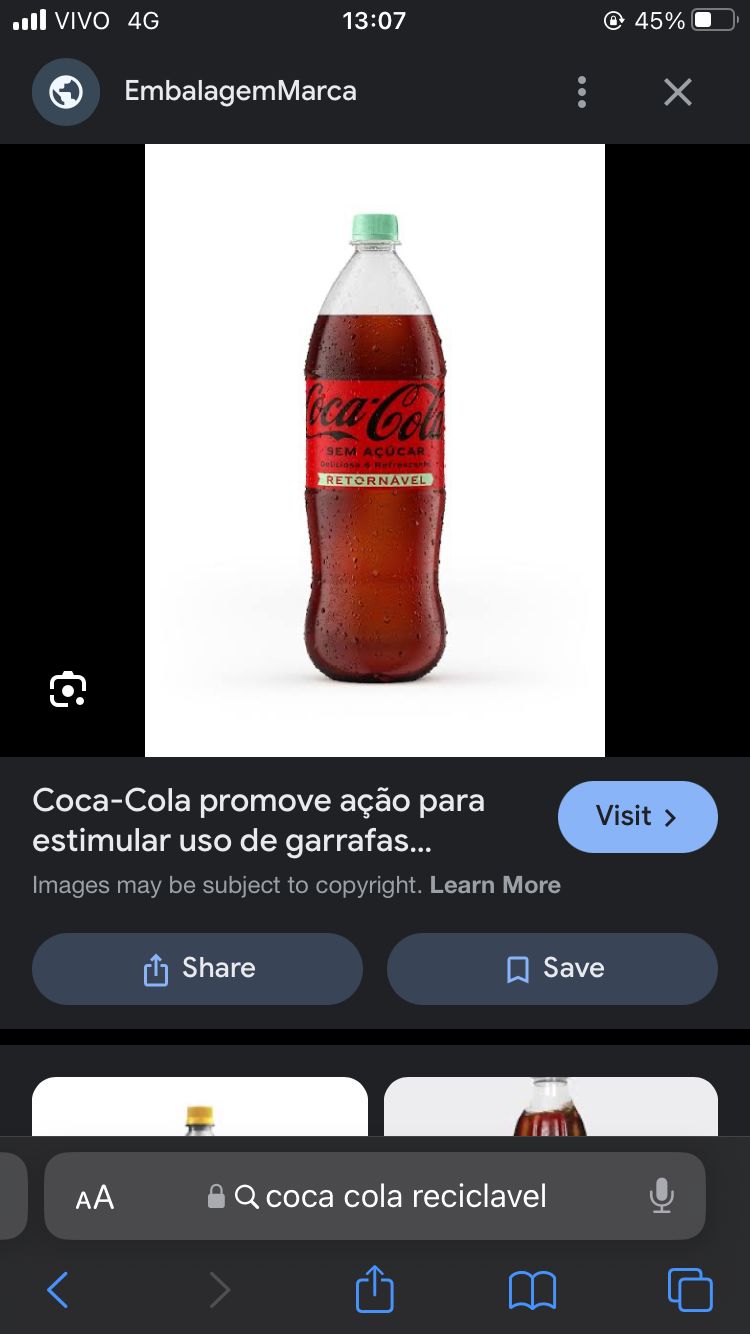 VIVO 4G 13:07 45%
EmbalagemMarca
Coca-Cola
SEM AÇÚCAR
Delicioso e Refrescante
RETORNÁVEL
Coca-Cola promove ação para
estimular uso de garrafas...
Visit
Images may be subject to copyright. Learn More
Share
Save
AA coca cola reciclavel